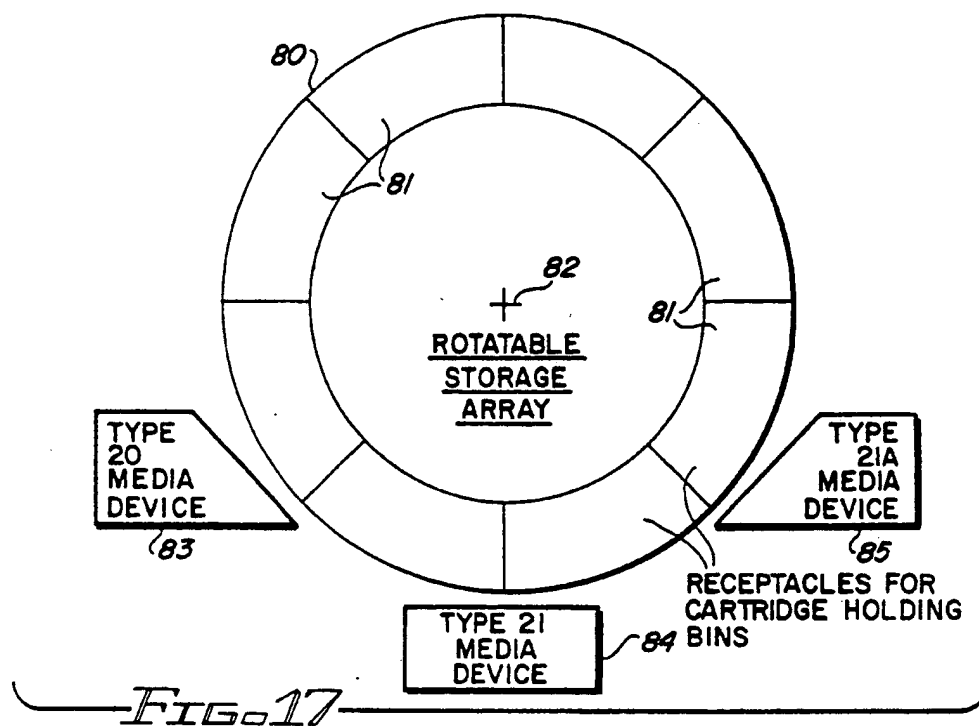 80
81
82
81
ROTATABLE
STORAGE
ARRAY
TYPE
20
MEDIA
DEVICE
83
TYPE
21A
MEDIA
DEVICE
85
RECEPTACLES FOR
CARTRIDGE HOLDING
BINS
TYPE 21
MEDIA
DEVICE
84
FIG. 17